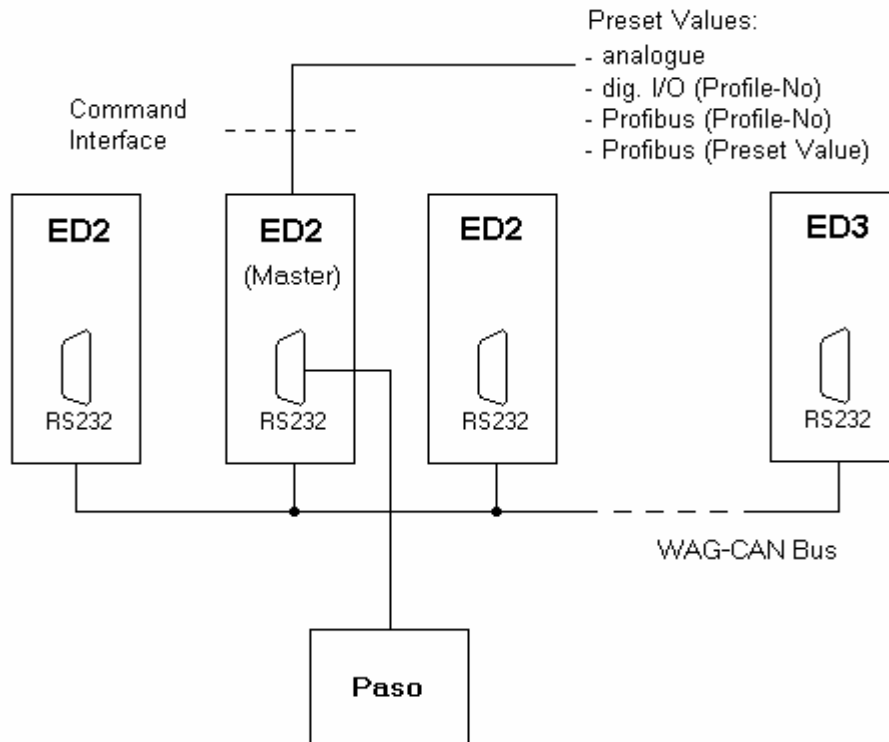 Preset Values:
- analogue
- dig. I/O (Profile-No)
- Profibus (Profile-No)
- Profibus (Preset Value)
Command
Interface
ED2
ED2
(Master)
ED2
ED3
RS232
RS232
RS232
RS232
WAG-CAN Bus
Paso